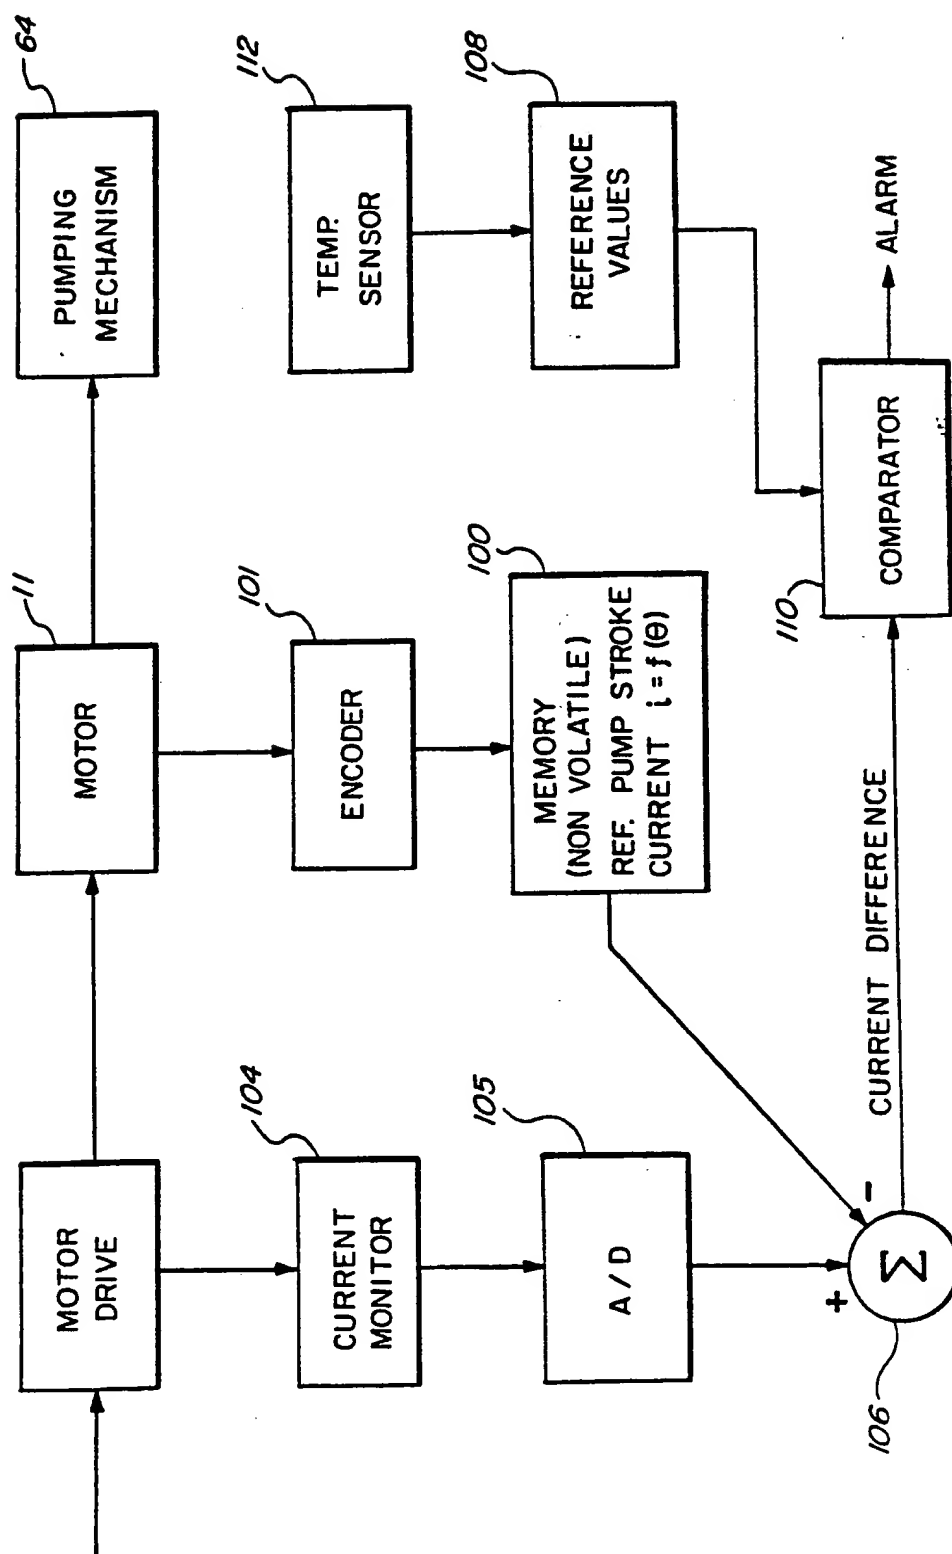 MOTOR
DRIVE
MOTOR
11
PUMPING
MECHANISM
64
CURRENT
MONITOR
104
ENCODER
101
TEMP.
SENSOR
112
A/D
105
MEMORY
(NON VOLATILE)
REF. PUMP STROKE
CURRENT i = f(θ)
100
REFERENCE
VALUES
108
+
-
Σ
106
CURRENT DIFFERENCE
COMPARATOR
110
ALARM